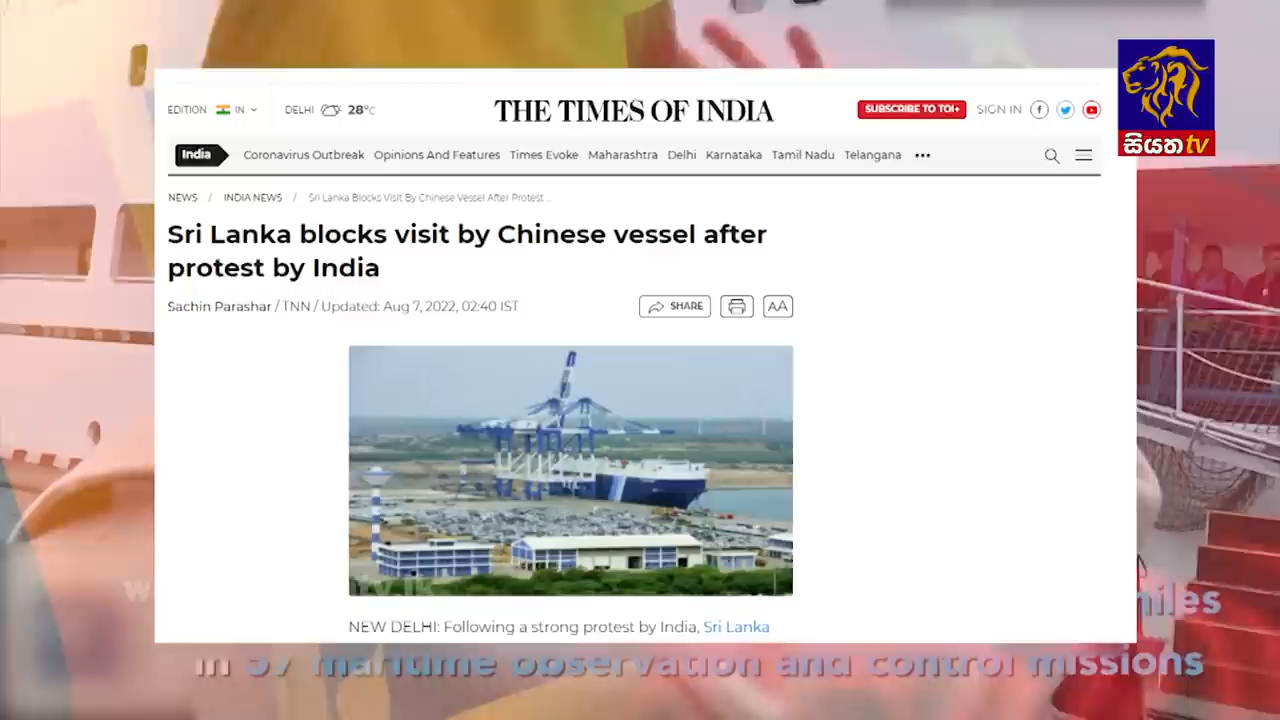 EDITION IN
DELHI 28°C
THE TIMES OF INDIA
SUBSCRIBE TO TOI+ SIGN IN
සියත tv
India Coronavirus Outbreak Opinions And Features Times Evoke Maharashtra Delhi Karnataka Tamil Nadu Telangana •••
NEWS / INDIA NEWS / Sri Lanka Blocks Visit By Chinese Vessel After Protest ...
Sri Lanka blocks visit by Chinese vessel after
protest by India
Sachin Parashar / TNN / Updated: Aug 7, 2022, 02:40 IST
SHARE AA
NEW DELHI: Following a strong protest by India, Sri Lanka
in 57 maritime observation and control missions